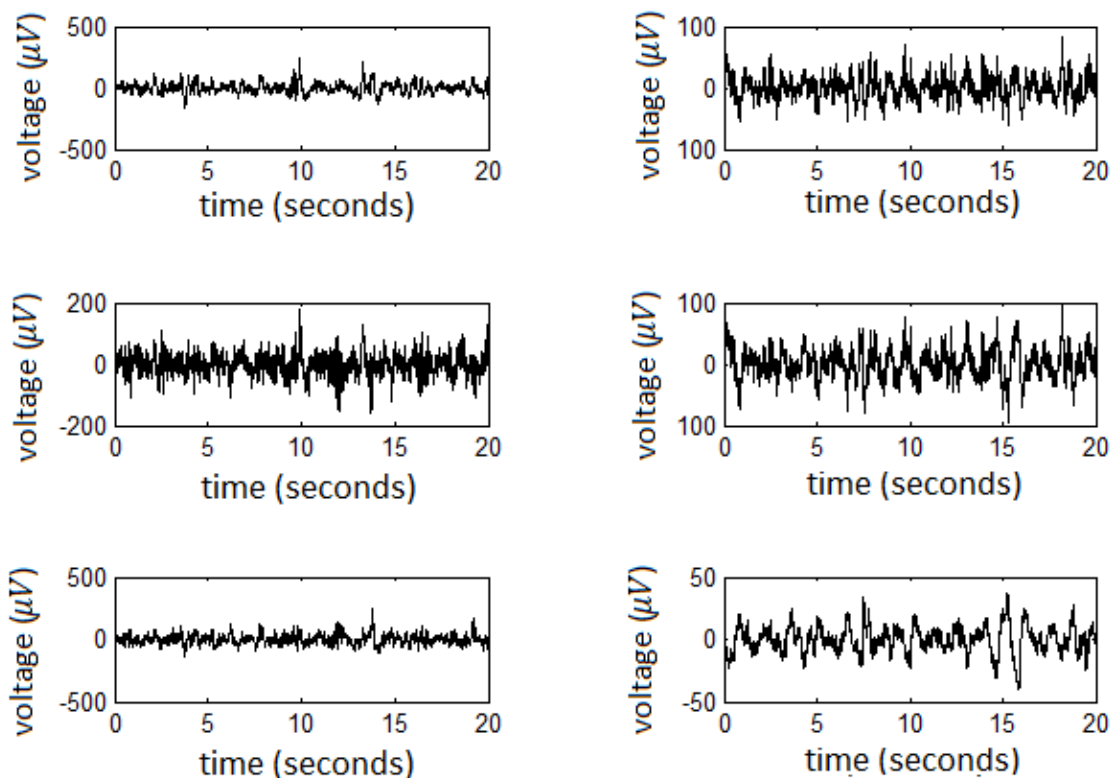 500 100
voltage (μV) 0 voltage (μV) 0
-500 100
0 5 10 15 20 0 5 10 15 20
time (seconds) time (seconds)
200 100
voltage (μV) 0 voltage (μV) 0
-200 100
0 5 10 15 20 0 5 10 15 20
time (seconds) time (seconds)
500 50
voltage (μV) 0 voltage (μV) 0
-500 -50
0 5 10 15 20 0 5 10 15 20
time (seconds) time (seconds)